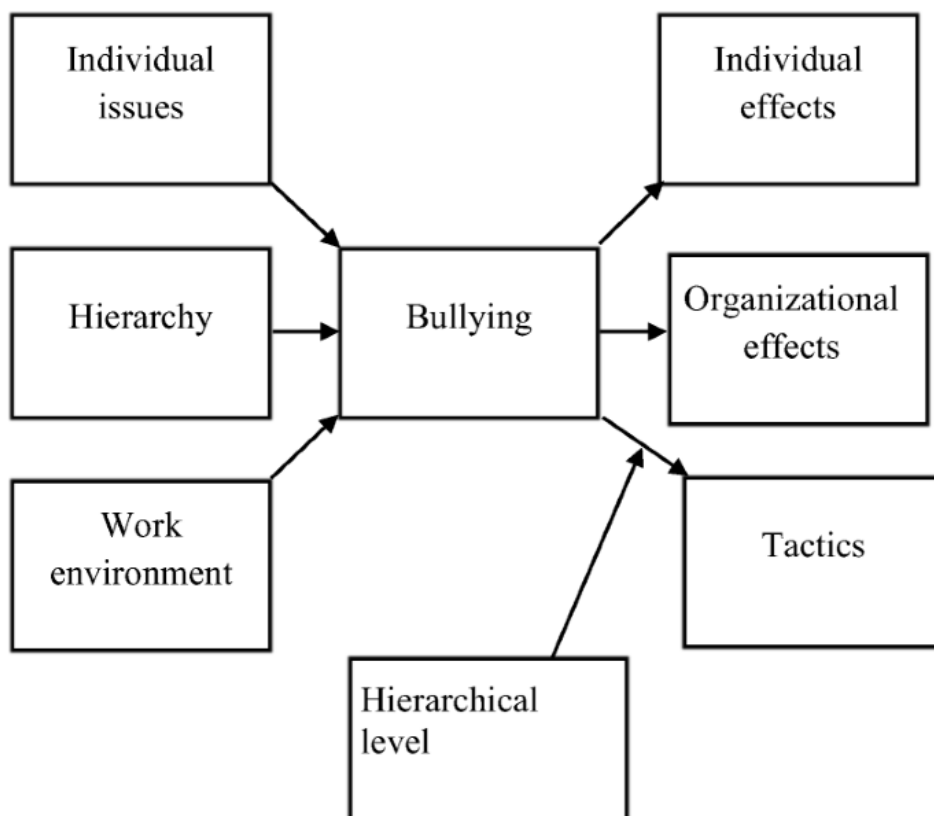 Individual
issues
Individual
effects
Hierarchy
Bullying
Organizational
effects
Work
environment
Tactics
Hierarchical
level